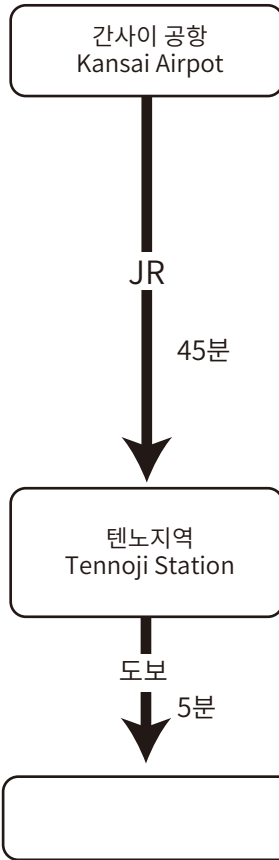 간사이 공항
Kansai Airpot
JR
45분
텐노지역
Tennoji Station
도보
5분